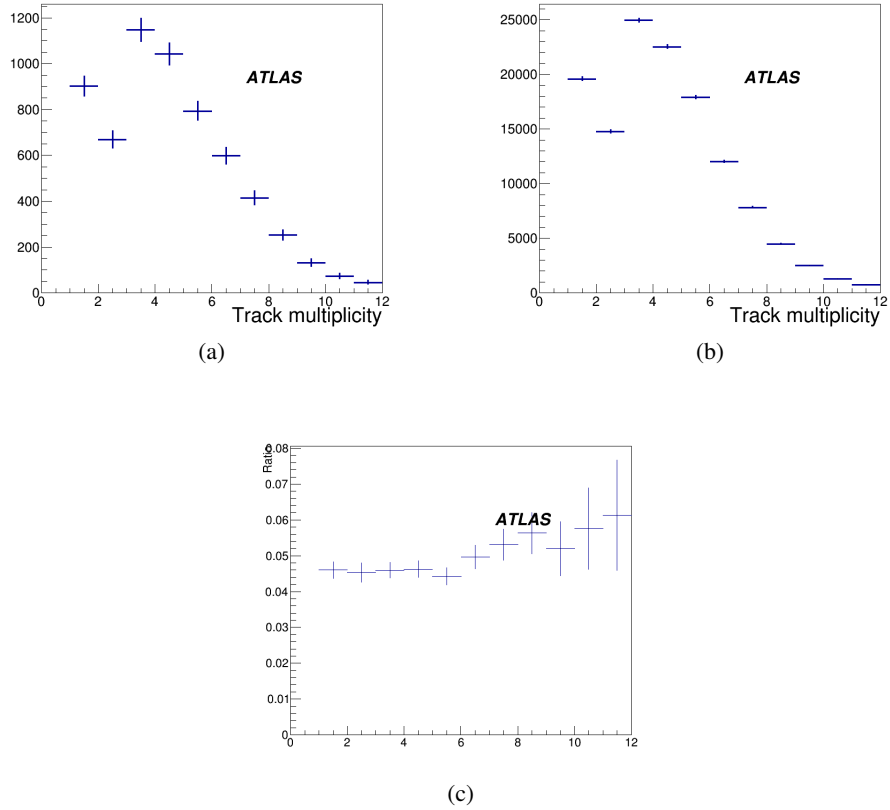 1200
1000
800
600
400
200
0
ATLAS
0 2 4 6 8 10 12
Track multiplicity
(a)
25000
20000
15000
10000
5000
0
ATLAS
0 2 4 6 8 10 12
Track multiplicity
(b)
Ratio
0.08
0.07
0.06
0.05
0.04
0.03
0.02
0.01
0
ATLAS
0 2 4 6 8 10 12
(c)